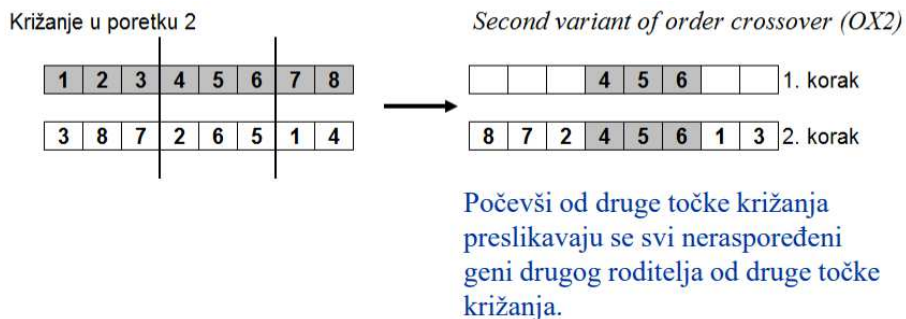 Križanje u poretku 2
Second variant of order crossover (OX2)
1 2 3 4 5 6 7 8
4 5 6 1. korak
3 8 7 2 6 5 1 4
8 7 2 4 5 6 1 3 2. korak
Počevši od druge točke križanja
preslikavaju se svi neraspoređeni
geni drugog roditelja od druge točke
križanja.